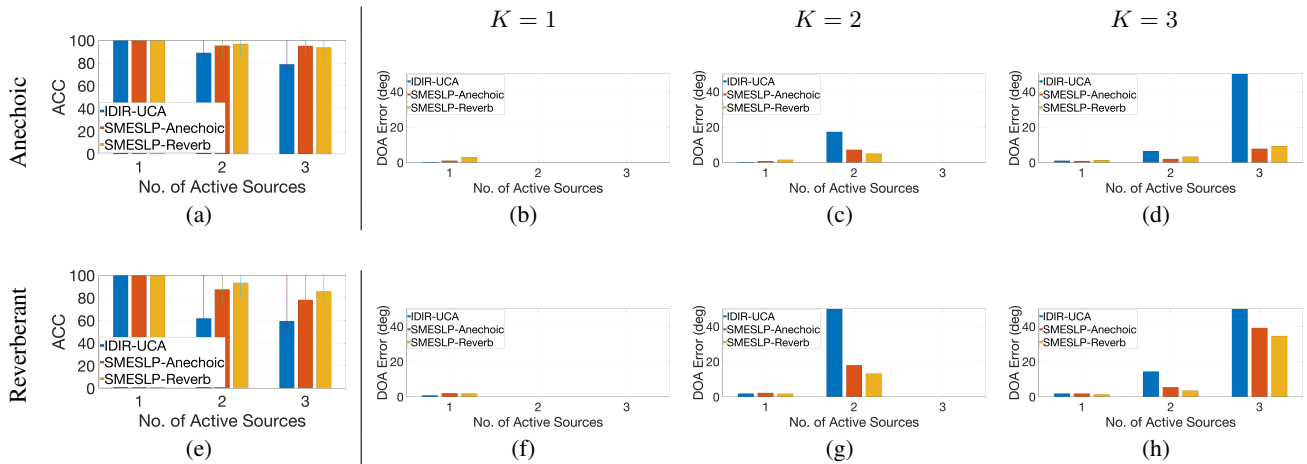 K = 1
K = 2
K = 3
Anechoic
100
80
60
40
20
0
ACC
IDIR-UCA
SMESLP-Anechoic
SMESLP-Reverb
1 2 3
No. of Active Sources
(a)
DOA Error (deg)
40
20
0
IDIR-UCA
SMESLP-Anechoic
SMESLP-Reverb
1 2 3
No. of Active Sources
(b)
DOA Error (deg)
40
20
0
IDIR-UCA
SMESLP-Anechoic
SMESLP-Reverb
1 2 3
No. of Active Sources
(c)
DOA Error (deg)
40
20
0
IDIR-UCA
SMESLP-Anechoic
SMESLP-Reverb
1 2 3
No. of Active Sources
(d)
Reverberant
100
80
60
40
20
0
ACC
IDIR-UCA
SMESLP-Anechoic
SMESLP-Reverb
1 2 3
No. of Active Sources
(e)
DOA Error (deg)
40
20
0
IDIR-UCA
SMESLP-Anechoic
SMESLP-Reverb
1 2 3
No. of Active Sources
(f)
DOA Error (deg)
40
20
0
IDIR-UCA
SMESLP-Anechoic
SMESLP-Reverb
1 2 3
No. of Active Sources
(g)
DOA Error (deg)
40
20
0
IDIR-UCA
SMESLP-Anechoic
SMESLP-Reverb
1 2 3
No. of Active Sources
(h)